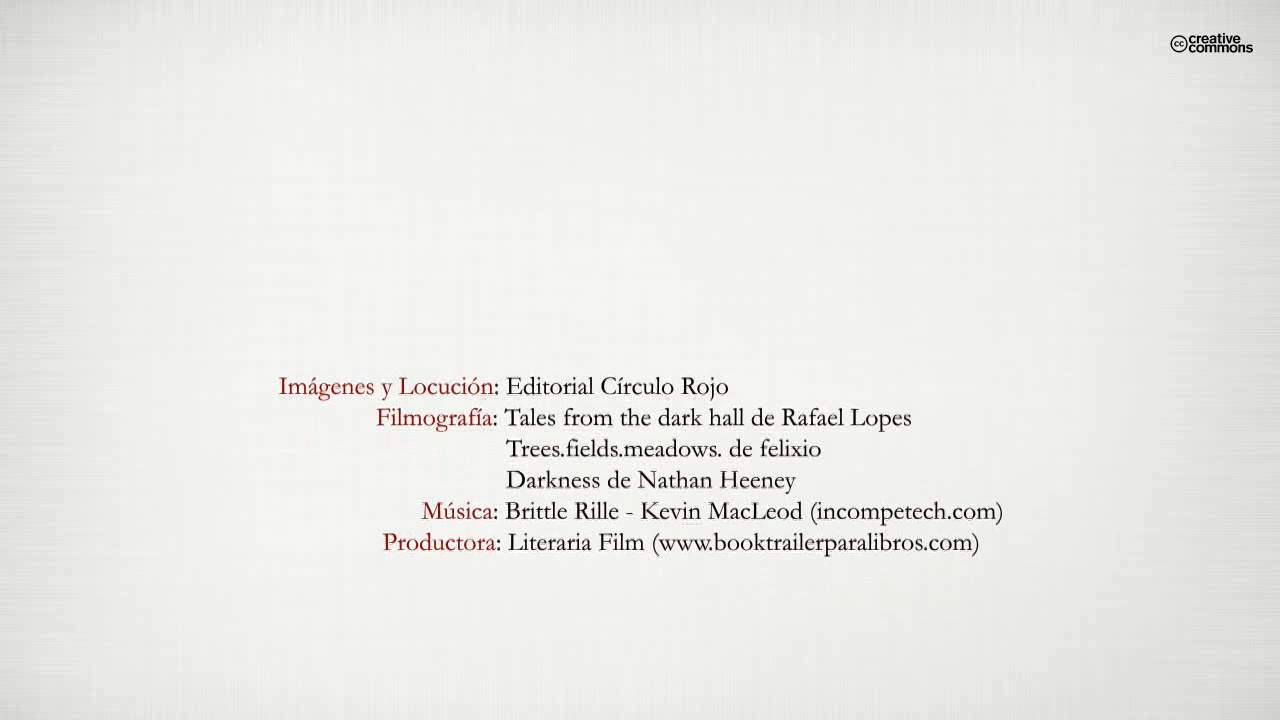 cc creative
commons
Imágenes y Locución: Editorial Círculo Rojo
Filmografía: Tales from the dark hall de Rafael Lopes
Trees.fields.meadows. de felixio
Darkness de Nathan Heeney
Música: Brittle Rille - Kevin MacLeod (incompetech.com)
Productora: Literaria Film (www.booktrailerparalibros.com)